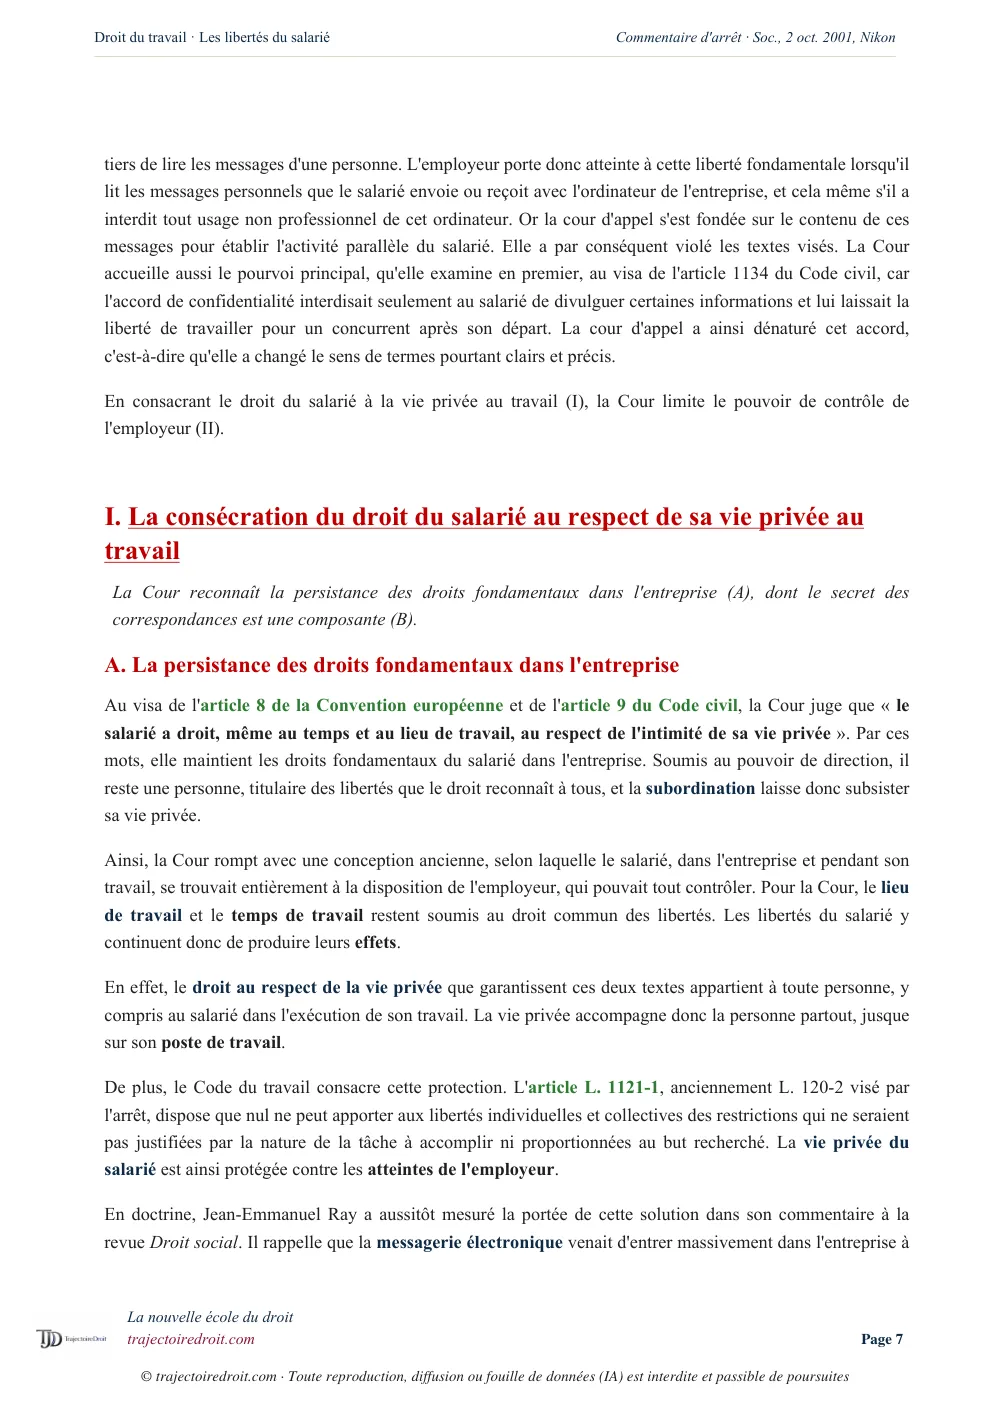 Droit du travail · Les libertés du salarié
Commentaire d'arrêt · Soc., 2 oct. 2001, Nikon
tiers de lire les messages d'une personne. L'employeur porte donc atteinte à cette liberté fondamentale lorsqu'il
lit les messages personnels que le salarié envoie ou reçoit avec l'ordinateur de l'entreprise, et cela même s'il a
interdit tout usage non professionnel de cet ordinateur. Or la cour d'appel s'est fondée sur le contenu de ces
messages pour établir l'activité parallèle du salarié. Elle a par conséquent violé les textes visés. La Cour
accueille aussi le pourvoi principal, qu'elle examine en premier, au visa de l'article 1134 du Code civil, car
l'accord de confidentialité interdisait seulement au salarié de divulguer certaines informations et lui laissait la
liberté de travailler pour un concurrent après son départ. La cour d'appel a ainsi dénaturé cet accord,
c'est-à-dire qu'elle a changé le sens de termes pourtant clairs et précis.
En consacrant le droit du salarié à la vie privée au travail (I), la Cour limite le pouvoir de contrôle de
l'employeur (II).
I. La consécration du droit du salarié au respect de sa vie privée au
travail
La Cour reconnaît la persistance des droits fondamentaux dans l'entreprise (A), dont le secret des
correspondances est une composante (B).
A. La persistance des droits fondamentaux dans l'entreprise
Au visa de l'article 8 de la Convention européenne et de l'article 9 du Code civil, la Cour juge que « le
salarié a droit, même au temps et au lieu de travail, au respect de l'intimité de sa vie privée ». Par ces
mots, elle maintient les droits fondamentaux du salarié dans l'entreprise. Soumis au pouvoir de direction, il
reste une personne, titulaire des libertés que le droit reconnaît à tous, et la subordination laisse donc subsister
sa vie privée.
Ainsi, la Cour rompt avec une conception ancienne, selon laquelle le salarié, dans l'entreprise et pendant son
travail, se trouvait entièrement à la disposition de l'employeur, qui pouvait tout contrôler. Pour la Cour, le lieu
de travail et le temps de travail restent soumis au droit commun des libertés. Les libertés du salarié y
continuent donc de produire leurs effets.
En effet, le droit au respect de la vie privée que garantissent ces deux textes appartient à toute personne, y
compris au salarié dans l'exécution de son travail. La vie privée accompagne donc la personne partout, jusque
sur son poste de travail.
De plus, le Code du travail consacre cette protection. L'article L. 1121-1, anciennement L. 120-2 visé par
l'arrêt, dispose que nul ne peut apporter aux libertés individuelles et collectives des restrictions qui ne seraient
pas justifiées par la nature de la tâche à accomplir ni proportionnées au but recherché. La vie privée du
salarié est ainsi protégée contre les atteintes de l'employeur.
En doctrine, Jean-Emmanuel Ray a aussitôt mesuré la portée de cette solution dans son commentaire à la
revue Droit social. Il rappelle que la messagerie électronique venait d'entrer massivement dans l'entreprise à
La nouvelle école du droit
TJD TrajectoireDroit
trajectoiredroit.com
Page 7
© trajectoiredroit.com · Toute reproduction, diffusion ou fouille de données (IA) est interdite et passible de poursuites